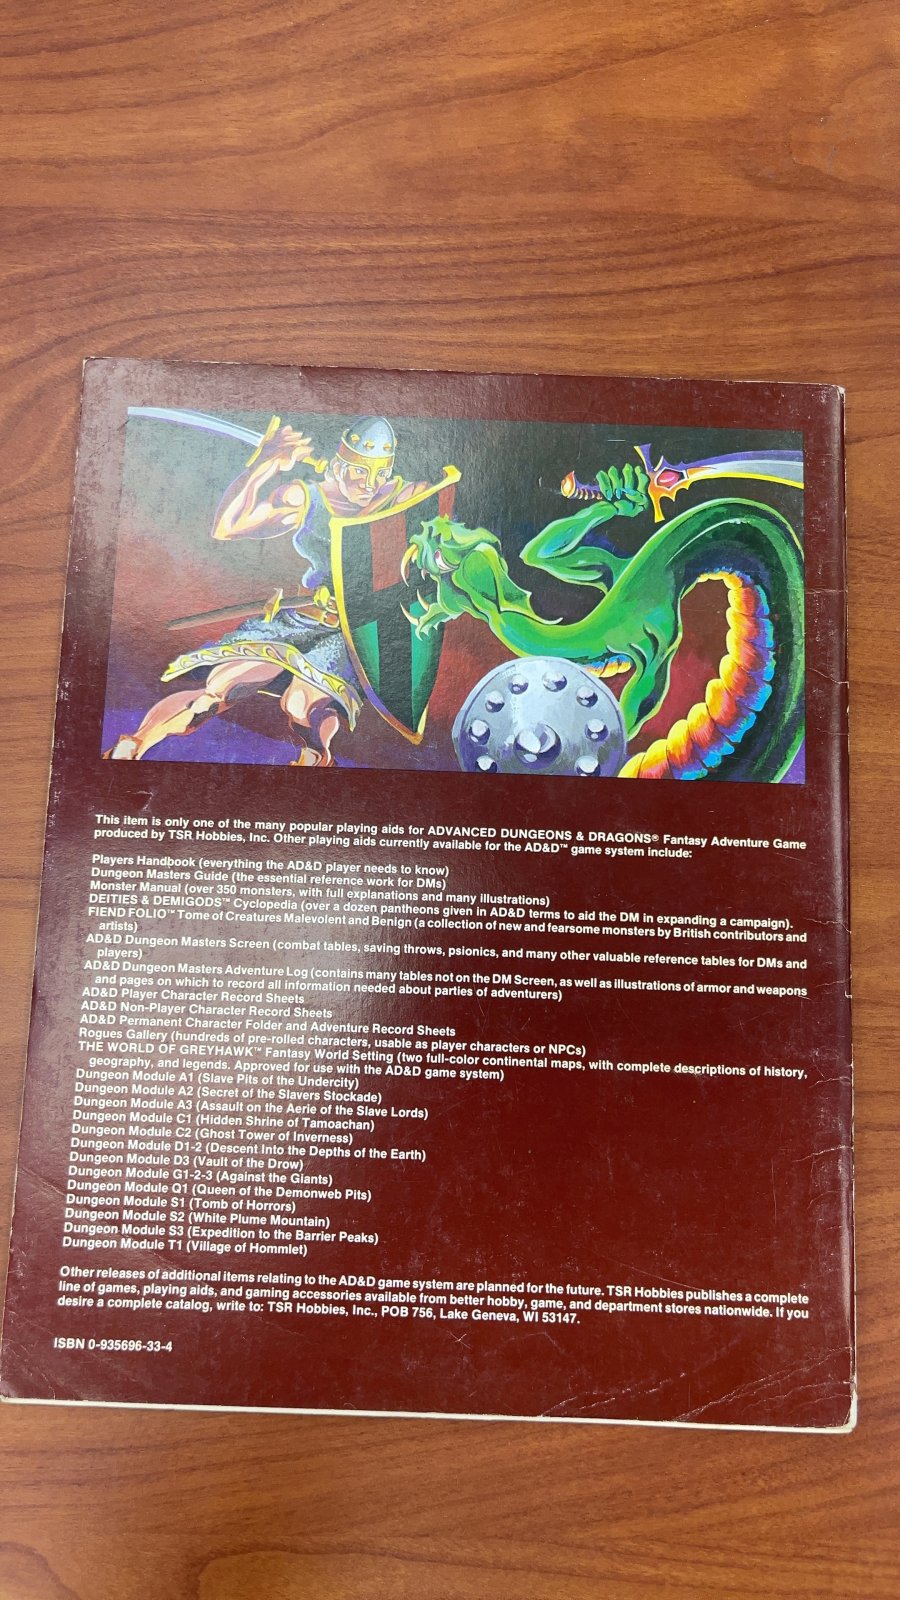 This item is only one of the many popular playing aids for ADVANCED DUNGEONS & DRAGONS® Fantasy Adventure Game
produced by TSR Hobbies, Inc. Other playing aids currently available for the AD&D™ game system include:
Players Handbook (everything the AD&D player needs to know)
Dungeon Masters Guide (the essential reference work for DMs)
Monster Manual (over 350 monsters, with full explanations and many illustrations)
DEITIES & DEMIGODS™ Cyclopedia (over a dozen pantheons given in AD&D terms to aid the DM in expanding a campaign).
FIEND FOLIO™ Tome of Creatures Malevolent and Benign (a collection of new and fearsome monsters by British contributors and
artists)
AD&D Dungeon Masters Screen (combat tables, saving throws, psionics, and many other valuable reference tables for DMs and
players)
AD&D Dungeon Masters Adventure Log (contains many tables not on the DM Screen, as well as illustrations of armor and weapons
and pages on which to record all information needed about parties of adventurers)
AD&D Player Character Record Sheets
AD&D Non-Player Character Record Sheets
AD&D Permanent Character Folder and Adventure Record Sheets
Rogues Gallery (hundreds of pre-rolled characters, usable as player characters or NPCs)
THE WORLD OF GREYHAWK™ Fantasy World Setting (two full-color continental maps, with complete descriptions of history,
geography, and legends. Approved for use with the AD&D game system)
Dungeon Module A1 (Slave Pits of the Undercity)
Dungeon Module A2 (Secret of the Slavers Stockade)
Dungeon Module A3 (Assault on the Aerie of the Slave Lords)
Dungeon Module C1 (Hidden Shrine of Tamoachan)
Dungeon Module C2 (Ghost Tower of Inverness)
Dungeon Module D1-2 (Descent Into the Depths of the Earth)
Dungeon Module D3 (Vault of the Drow)
Dungeon Module G1-2-3 (Against the Giants)
Dungeon Module Q1 (Queen of the Demonweb Pits)
Dungeon Module S1 (Tomb of Horrors)
Dungeon Module S2 (White Plume Mountain)
Dungeon Module S3 (Expedition to the Barrier Peaks)
Dungeon Module T1 (Village of Hommlet)
Other releases of additional items relating to the AD&D game system are planned for the future. TSR Hobbies publishes a complete
line of games, playing aids, and gaming accessories available from better hobby, game, and department stores nationwide. If you
desire a complete catalog, write to: TSR Hobbies, Inc., POB 756, Lake Geneva, WI 53147.
ISBN 0-935696-33-4